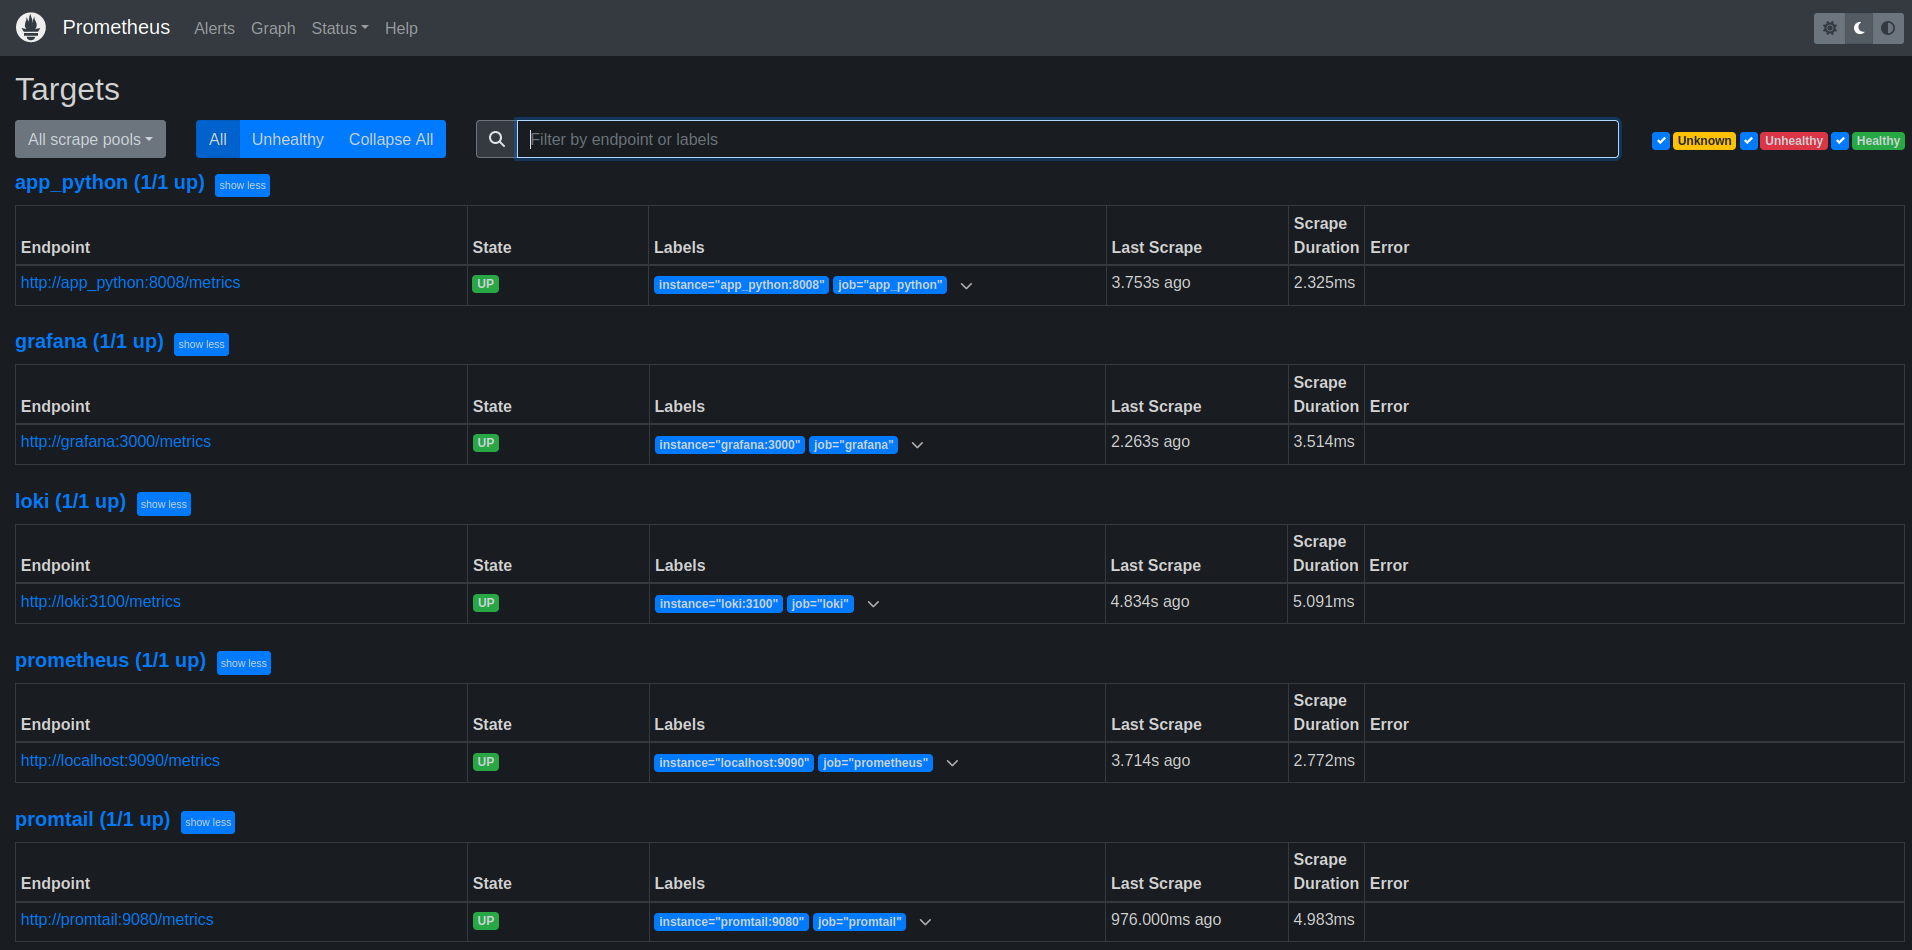 Prometheus Alerts Graph Status Help
Targets
All scrape pools All Unhealthy Collapse All Filter by endpoint or labels Unknown Unhealthy Healthy
app_python (1/1 up) show less
Endpoint State Labels Last Scrape Scrape Duration Error
http://app_python:8008/metrics UP instance="app_python:8008" job="app_python" 3.753s ago 2.325ms
grafana (1/1 up) show less
Endpoint State Labels Last Scrape Scrape Duration Error
http://grafana:3000/metrics UP instance="grafana:3000" job="grafana" 2.263s ago 3.514ms
loki (1/1 up) show less
Endpoint State Labels Last Scrape Scrape Duration Error
http://loki:3100/metrics UP instance="loki:3100" job="loki" 4.834s ago 5.091ms
prometheus (1/1 up) show less
Endpoint State Labels Last Scrape Scrape Duration Error
http://localhost:9090/metrics UP instance="localhost:9090" job="prometheus" 3.714s ago 2.772ms
promtail (1/1 up) show less
Endpoint State Labels Last Scrape Scrape Duration Error
http://promtail:9080/metrics UP instance="promtail:9080" job="promtail" 976.000ms ago 4.983ms